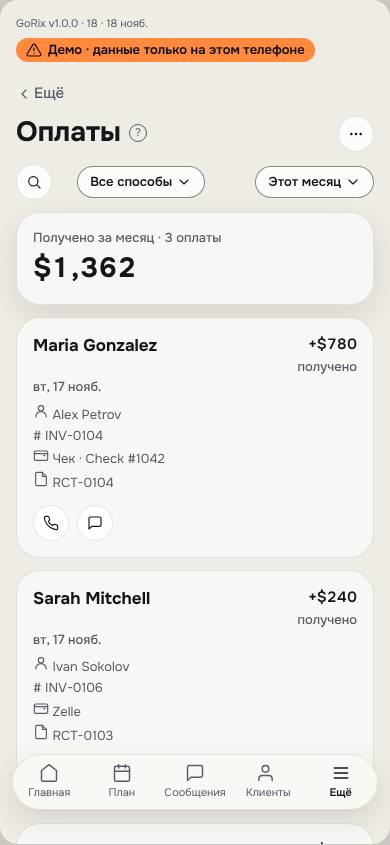 GoRix v1.0.0 · 18 · 18 нояб.
Демо · данные только на этом телефоне
Ещё
Оплаты ?
Все способы
Этот месяц
Получено за месяц · 3 оплаты
$1,362
Maria Gonzalez
+$780
получено
вт, 17 нояб.
Alex Petrov
# INV-0104
Чек · Check #1042
RCT-0104
Sarah Mitchell
+$240
получено
вт, 17 нояб.
Ivan Sokolov
# INV-0106
Zelle
RCT-0103
Главная
План
Сообщения
Клиенты
Ещё